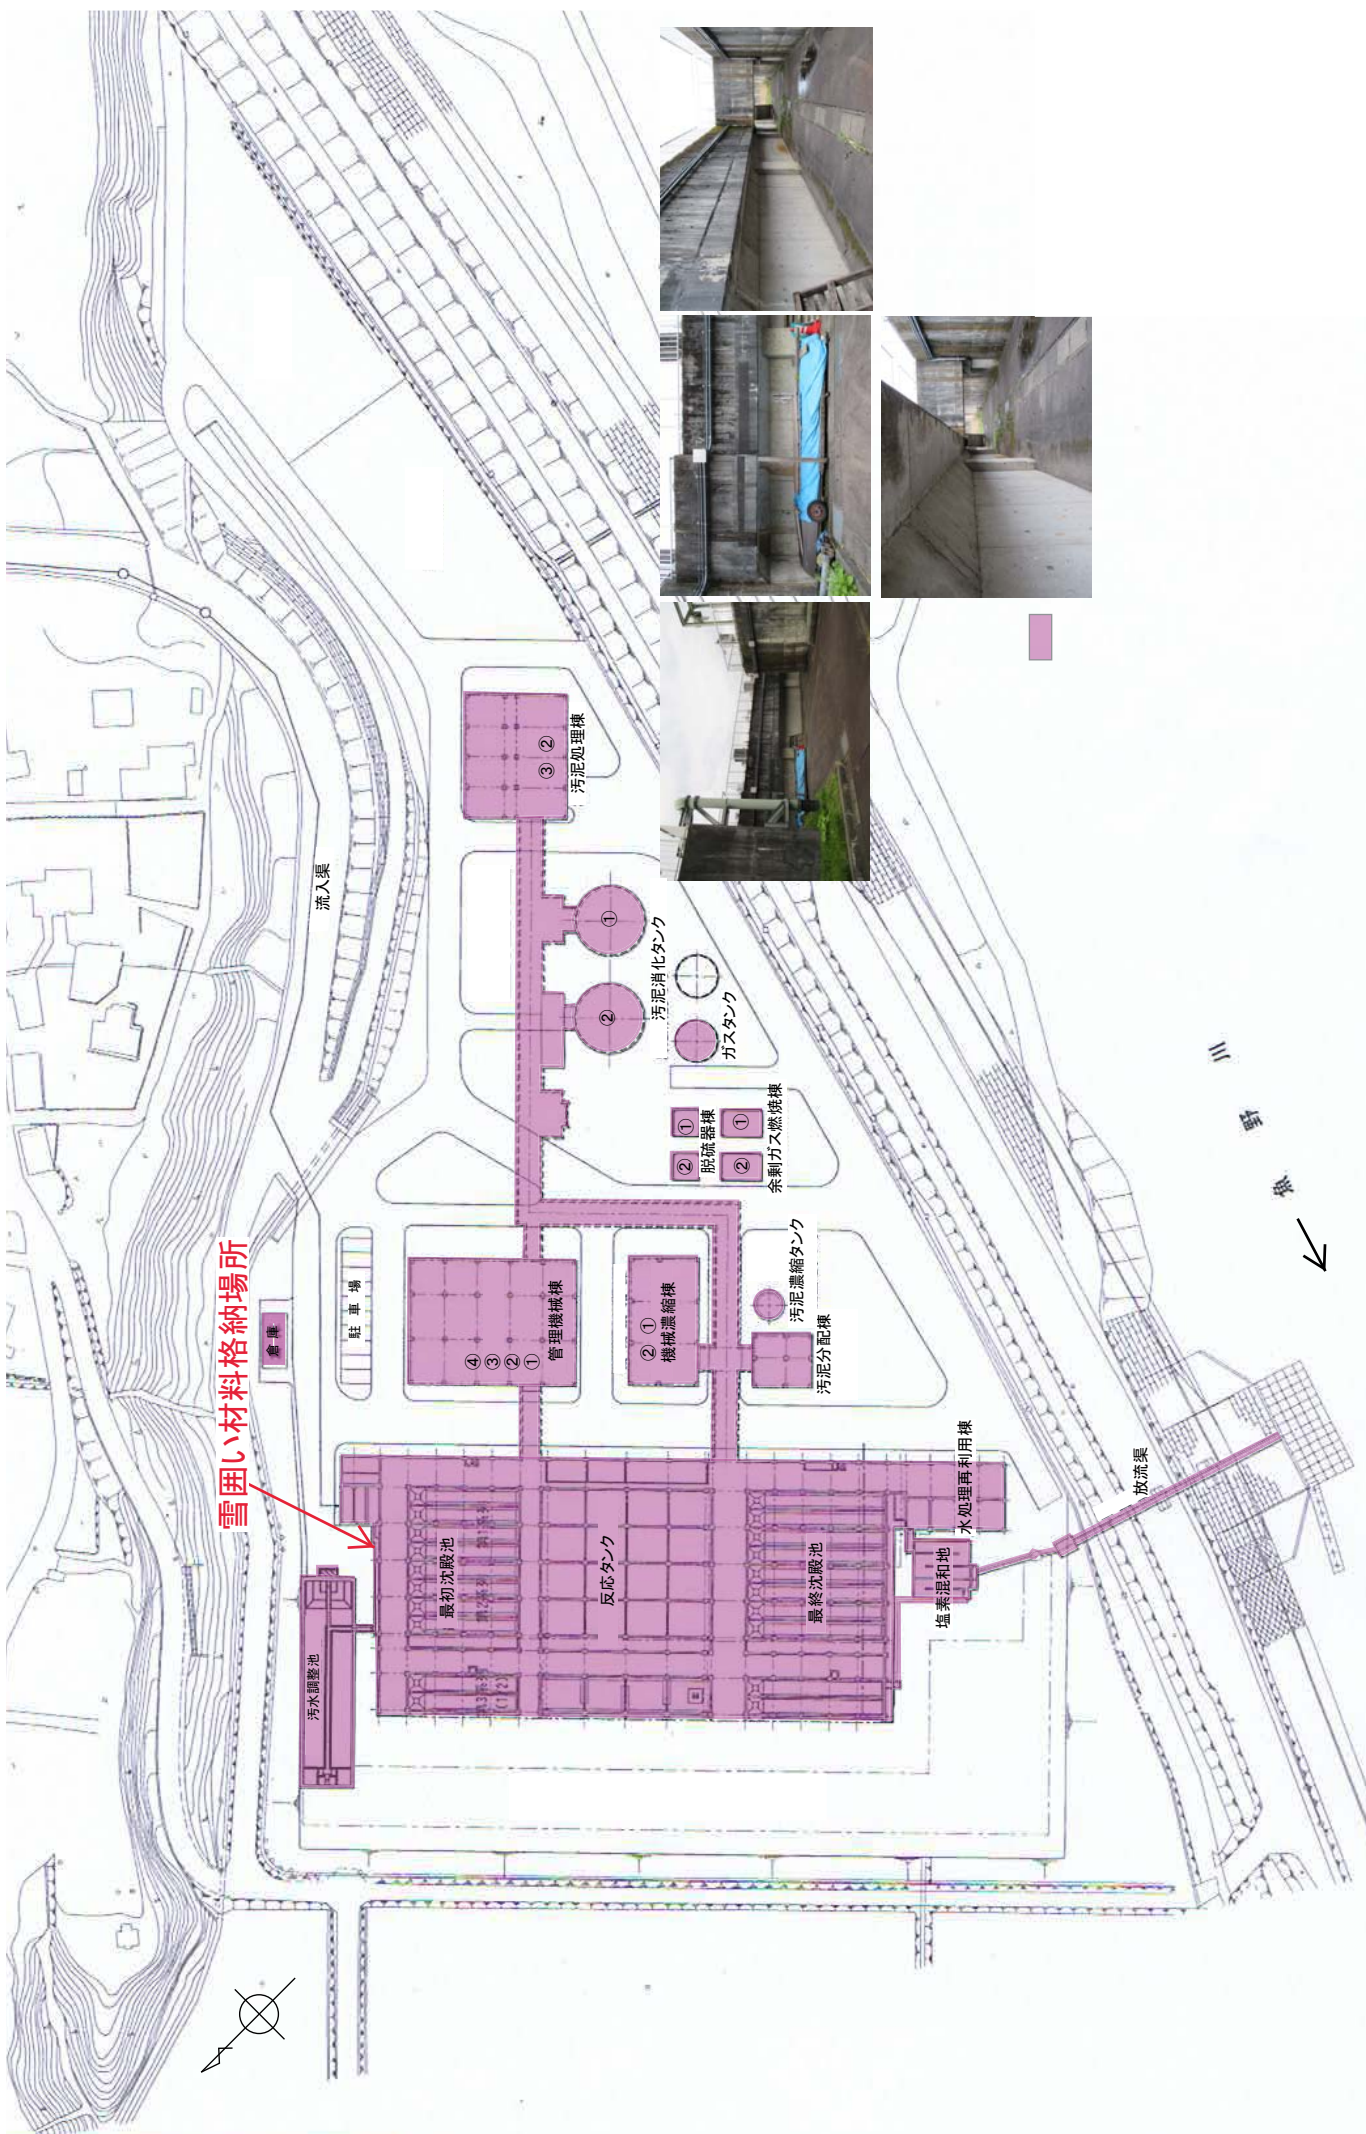 雪囲い材料格納場所
流入渠
汚泥処理棟
③ ②
汚泥消化タンク
①
②
ガスタンク
脱硫器棟
②
①
余剰ガス燃焼棟
②
①
倉庫
駐車場
管理機械棟
④
③
②
①
機械濃縮棟
② ①
汚泥濃縮タンク
汚泥分配棟
汚水調整池
最初沈殿池
反応タンク
最終沈殿池
水処理再利用棟
塩素混和地
放流渠
魚野川